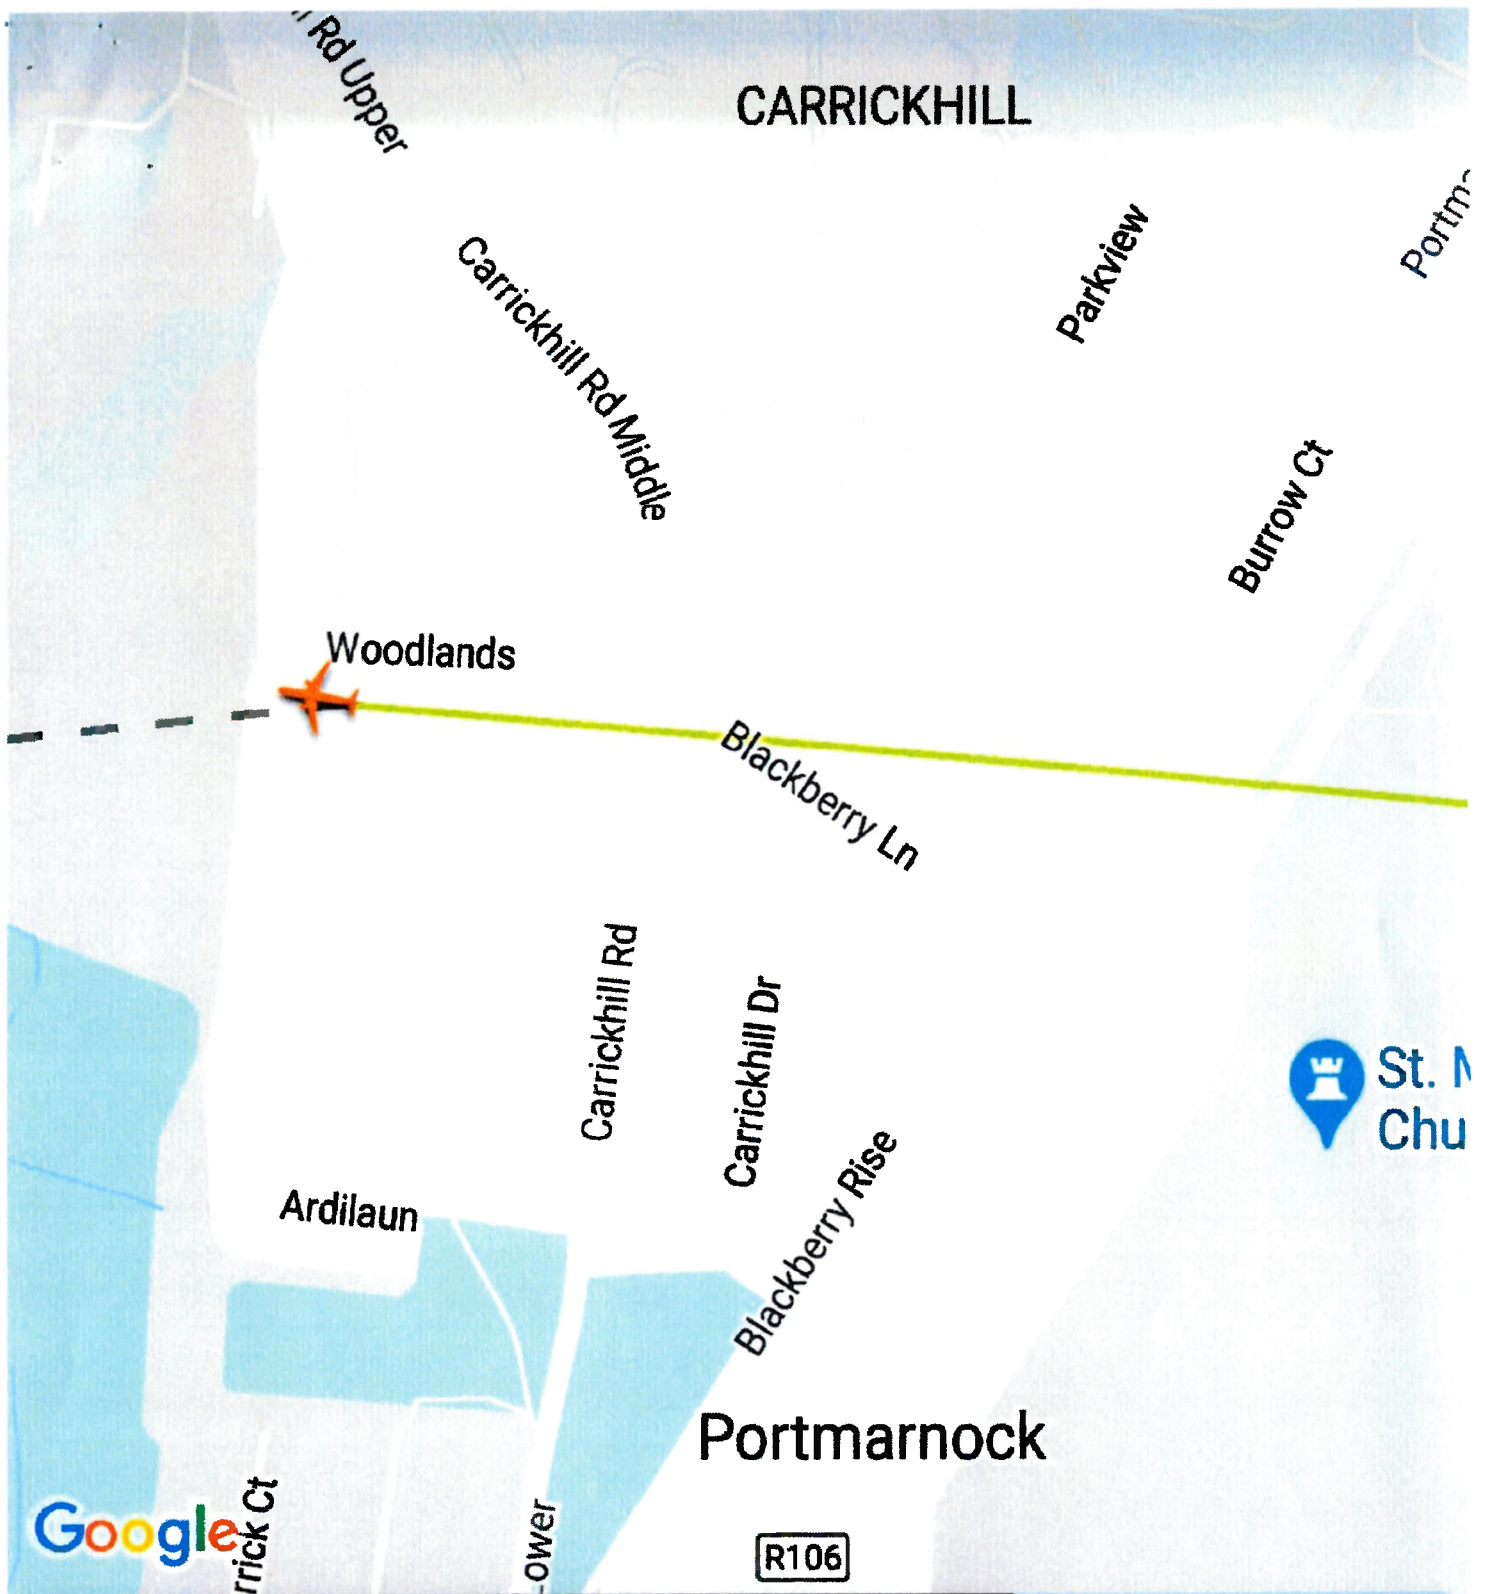 Rd Upper
CARRICKHILL
Carrickhill Rd Middle
Parkview
Burrow Ct
Woodlands
Blackberry Ln
Carrickhill Rd
Carrickhill Dr
St.
Blackberry Rise
Ardilaun
Portmarnock
Google
R106